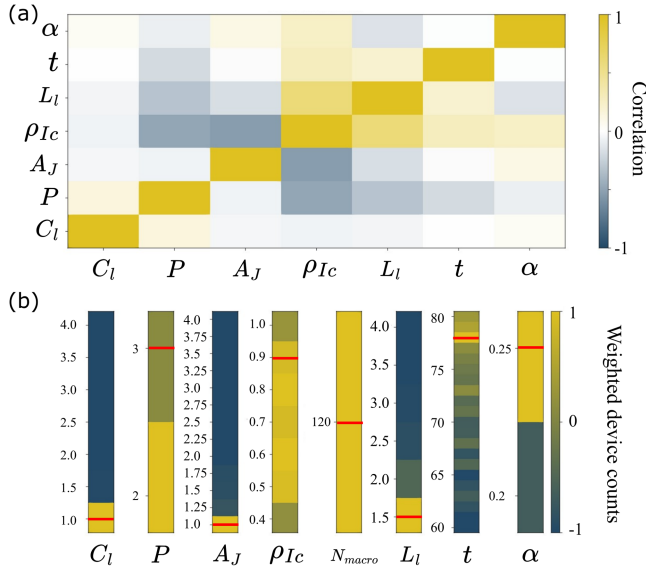 (a)
α
t
L_l
ρ_Ic
A_J
P
C_l
C_l P A_J ρ_Ic L_l t α
1
0
-1
Correlation
(b)
4.0
3.5
3.0
2.5
2.0
1.5
1.0
C_l
3
2
P
4.0
3.75
3.5
3.25
3.0
2.75
2.5
2.25
2.0
1.75
1.5
1.25
1.0
A_J
1.0
0.9
0.8
0.7
0.6
0.5
0.4
ρ_Ic
120
N_macro
4.0
3.5
3.0
2.5
2.0
1.5
L_l
80
75
70
65
60
t
0.25
0.2
α
1
0
-1
Weighted device counts